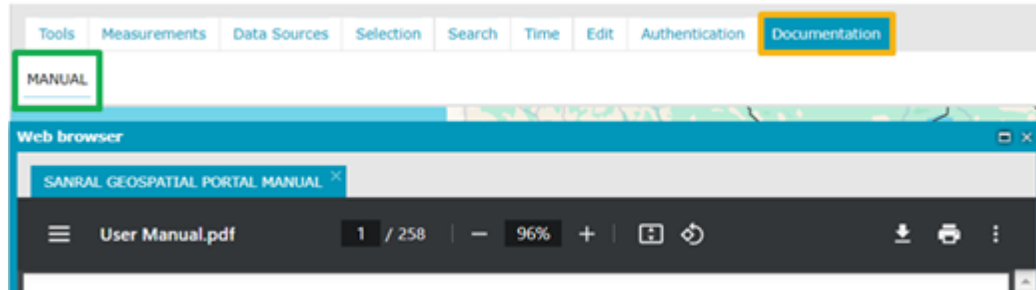 Tools Measurements Data Sources Selection Search Time Edit Authentication Documentation
MANUAL
Web browser
SANRAL GEOSPATIAL PORTAL MANUAL
User Manual.pdf 1 / 258 96%